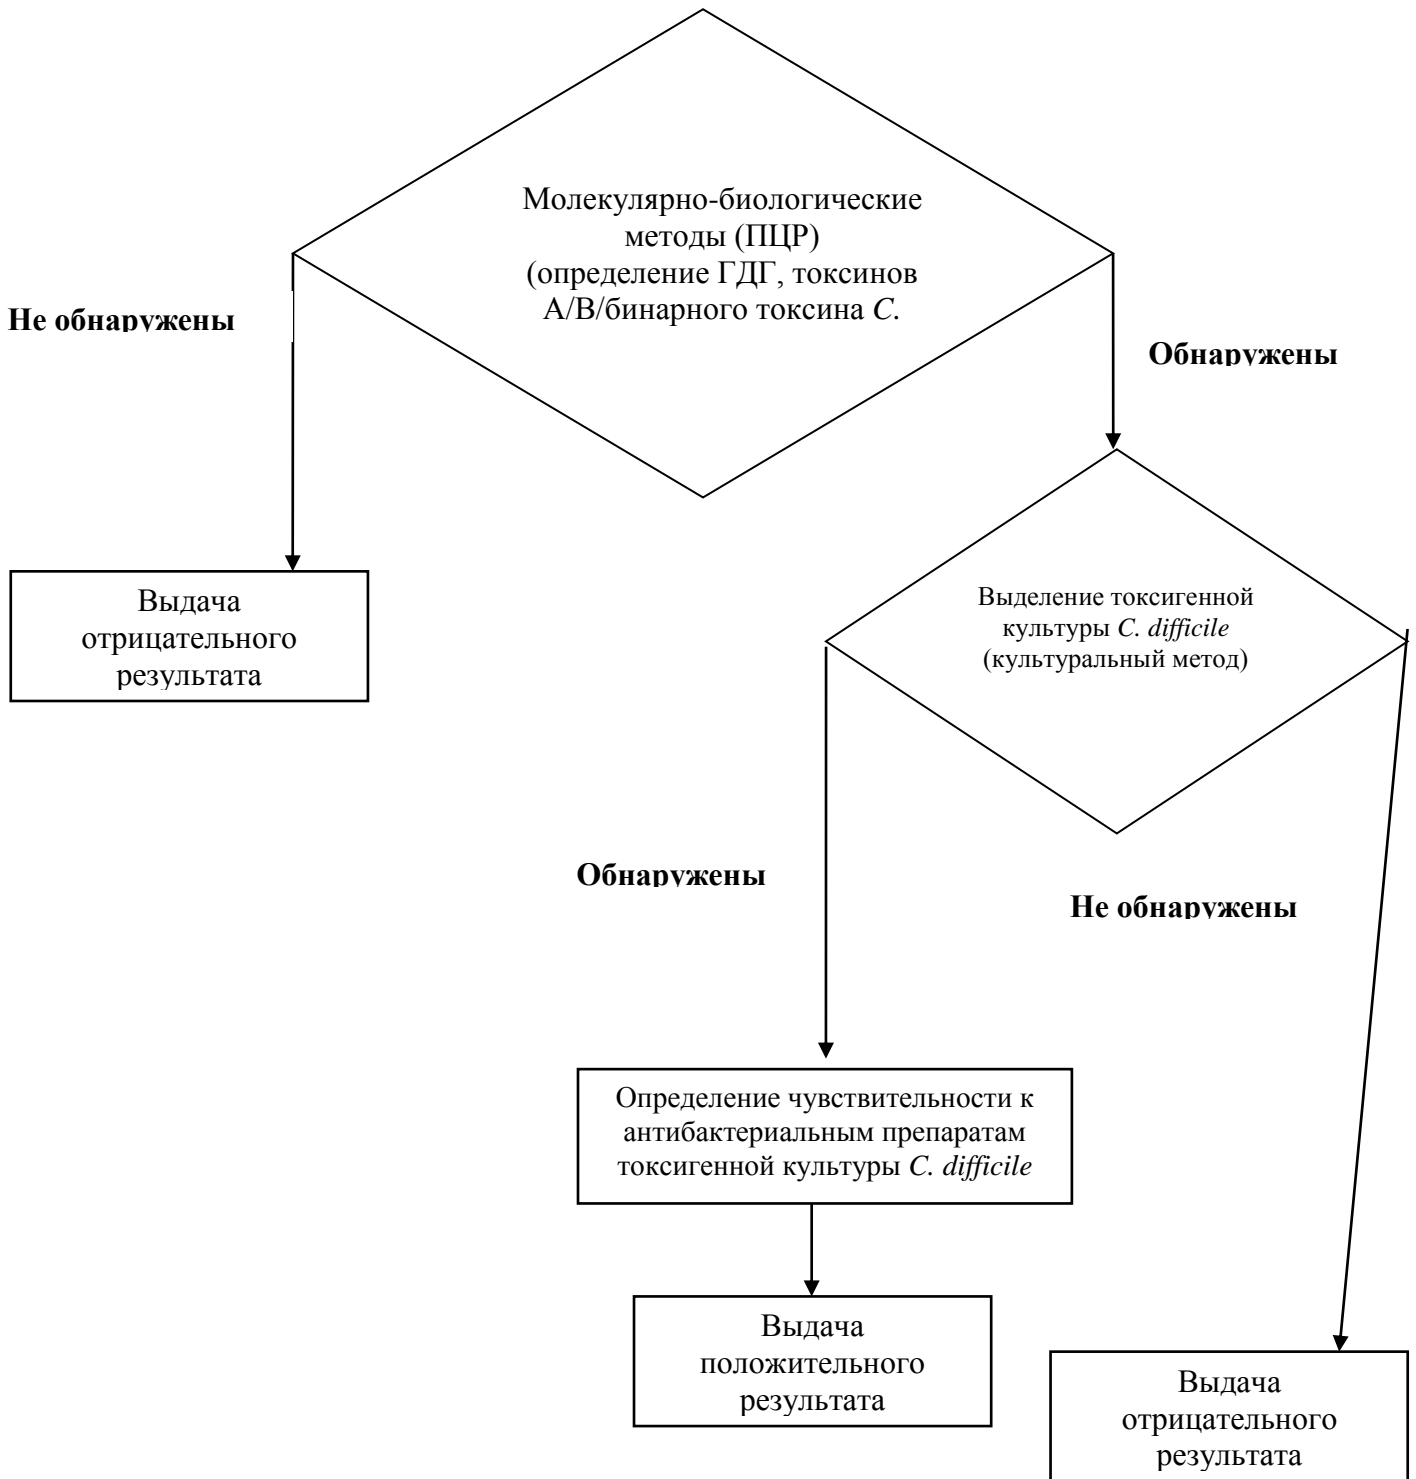 Молекулярно-биологические
методы (ПЦР)
(определение ГДГ, токсинов
А/В/бинарного токсина C.
Не обнаружены
Обнаружены
Выдача
отрицательного
результата
Выделение токсигенной
культуры C. difficile
(культуральный метод)
Обнаружены
Не обнаружены
Определение чувствительности к
антибактериальным препаратам
токсигенной культуры C. difficile
Выдача
положительного
результата
Выдача
отрицательного
результата